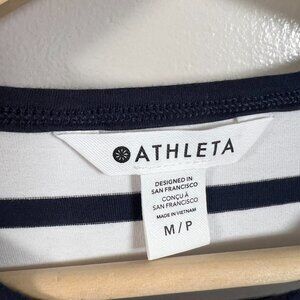 ATHLETA
DESIGNED IN
SAN FRANCISCO
CONÇU À
SAN FRANCISCO
MADE IN VIETNAM
M/P